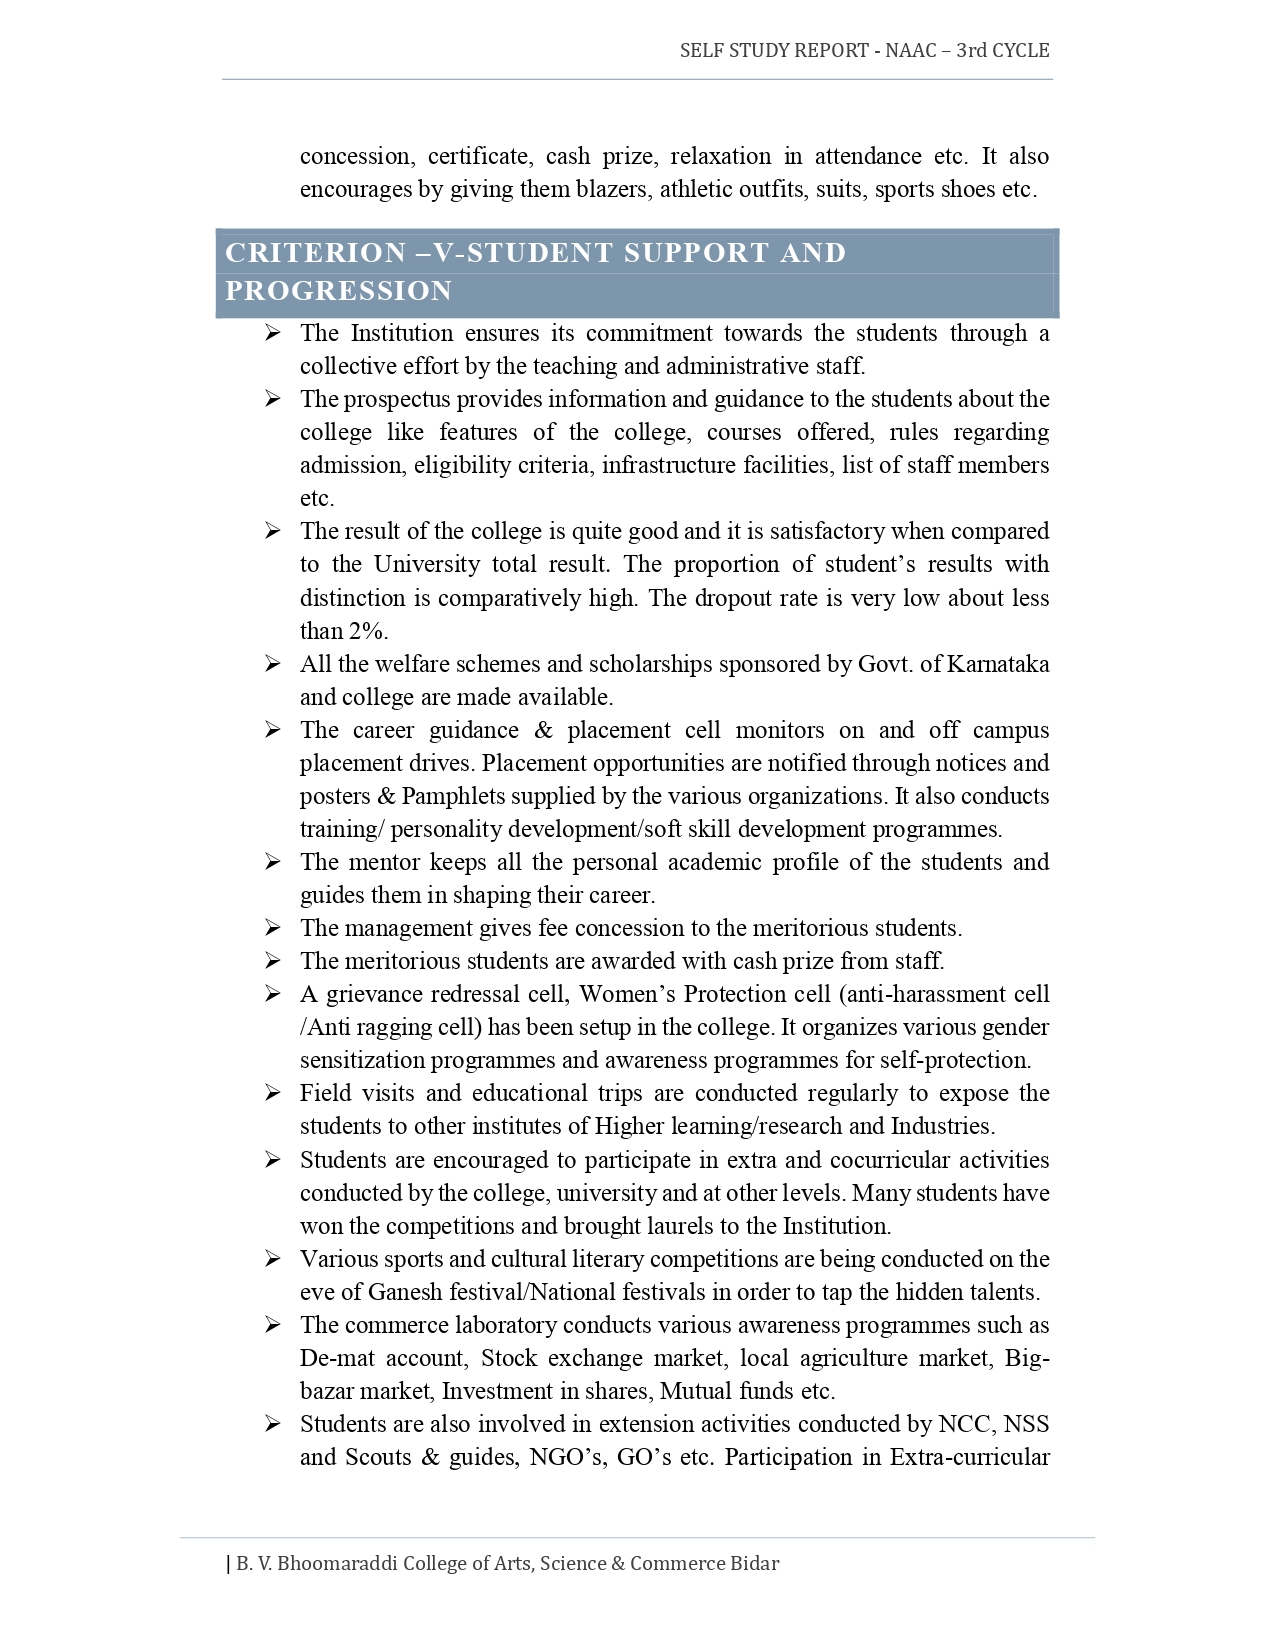 SELF STUDY REPORT - NAAC – 3rd CYCLE
concession, certificate, cash prize, relaxation in attendance etc. It also
encourages by giving them blazers, athletic outfits, suits, sports shoes etc.
CRITERION –V-STUDENT SUPPORT AND
PROGRESSION
➢ The Institution ensures its commitment towards the students through a
collective effort by the teaching and administrative staff.
➢ The prospectus provides information and guidance to the students about the
college like features of the college, courses offered, rules regarding
admission, eligibility criteria, infrastructure facilities, list of staff members
etc.
➢ The result of the college is quite good and it is satisfactory when compared
to the University total result. The proportion of student’s results with
distinction is comparatively high. The dropout rate is very low about less
than 2%.
➢ All the welfare schemes and scholarships sponsored by Govt. of Karnataka
and college are made available.
➢ The career guidance & placement cell monitors on and off campus
placement drives. Placement opportunities are notified through notices and
posters & Pamphlets supplied by the various organizations. It also conducts
training/ personality development/soft skill development programmes.
➢ The mentor keeps all the personal academic profile of the students and
guides them in shaping their career.
➢ The management gives fee concession to the meritorious students.
➢ The meritorious students are awarded with cash prize from staff.
➢ A grievance redressal cell, Women’s Protection cell (anti-harassment cell
/Anti ragging cell) has been setup in the college. It organizes various gender
sensitization programmes and awareness programmes for self-protection.
➢ Field visits and educational trips are conducted regularly to expose the
students to other institutes of Higher learning/research and Industries.
➢ Students are encouraged to participate in extra and cocurricular activities
conducted by the college, university and at other levels. Many students have
won the competitions and brought laurels to the Institution.
➢ Various sports and cultural literary competitions are being conducted on the
eve of Ganesh festival/National festivals in order to tap the hidden talents.
➢ The commerce laboratory conducts various awareness programmes such as
De-mat account, Stock exchange market, local agriculture market, Big-
bazar market, Investment in shares, Mutual funds etc.
➢ Students are also involved in extension activities conducted by NCC, NSS
and Scouts & guides, NGO’s, GO’s etc. Participation in Extra-curricular
| B. V. Bhoomaraddi College of Arts, Science & Commerce Bidar